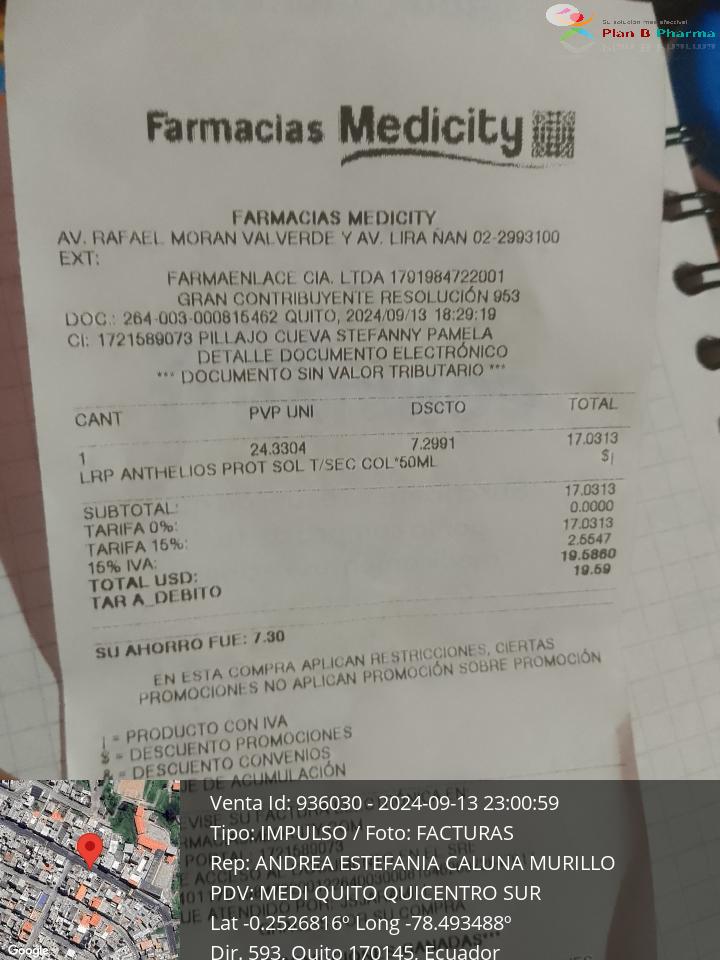 Su solución más efectiva!
Plan B Pharma
Farmacias Medicity
FARMACIAS MEDICITY
AV. RAFAEL MORAN VALVERDE Y AV. LIRA ÑAN 02-2993100
EXT:
FARMAENLACE CIA. LTDA 1791984722001
GRAN CONTRIBUYENTE RESOLUCIÓN 953
DOC.: 264-003-000815462 QUITO, 2024/09/13 18:29:19
CI: 1721589073 PILLAJO CUEVA STEFANNY PAMELA
DETALLE DOCUMENTO ELECTRÓNICO
*** DOCUMENTO SIN VALOR TRIBUTARIO ***
CANT PVP UNI DSCTO TOTAL
1 24.3304 7.2991 17.0313
LRP ANTHELIOS PROT SOL T/SEC COL*50ML $¡
SUBTOTAL: 17.0313
TARIFA 0%: 0.0000
TARIFA 15%: 17.0313
15% IVA: 2.5547
TOTAL USD: 19.5860
TAR A_DEBITO 19.59
SU AHORRO FUE: 7.30
EN ESTA COMPRA APLICAN RESTRICCIONES, CIERTAS
PROMOCIONES NO APLICAN PROMOCIÓN SOBRE PROMOCIÓN
¡ = PRODUCTO CON IVA
$ = DESCUENTO PROMOCIONES
& = DESCUENTO CONVENIOS
UE DE ACUMULACIÓN
Venta Id: 936030 - 2024-09-13 23:00:59
Tipo: IMPULSO / Foto: FACTURAS
Rep: ANDREA ESTEFANIA CALUNA MURILLO
PDV: MEDI QUITO QUICENTRO SUR
Lat -0.2526816º Long -78.493488º
Dir. 593, Quito 170145, Ecuador
Google